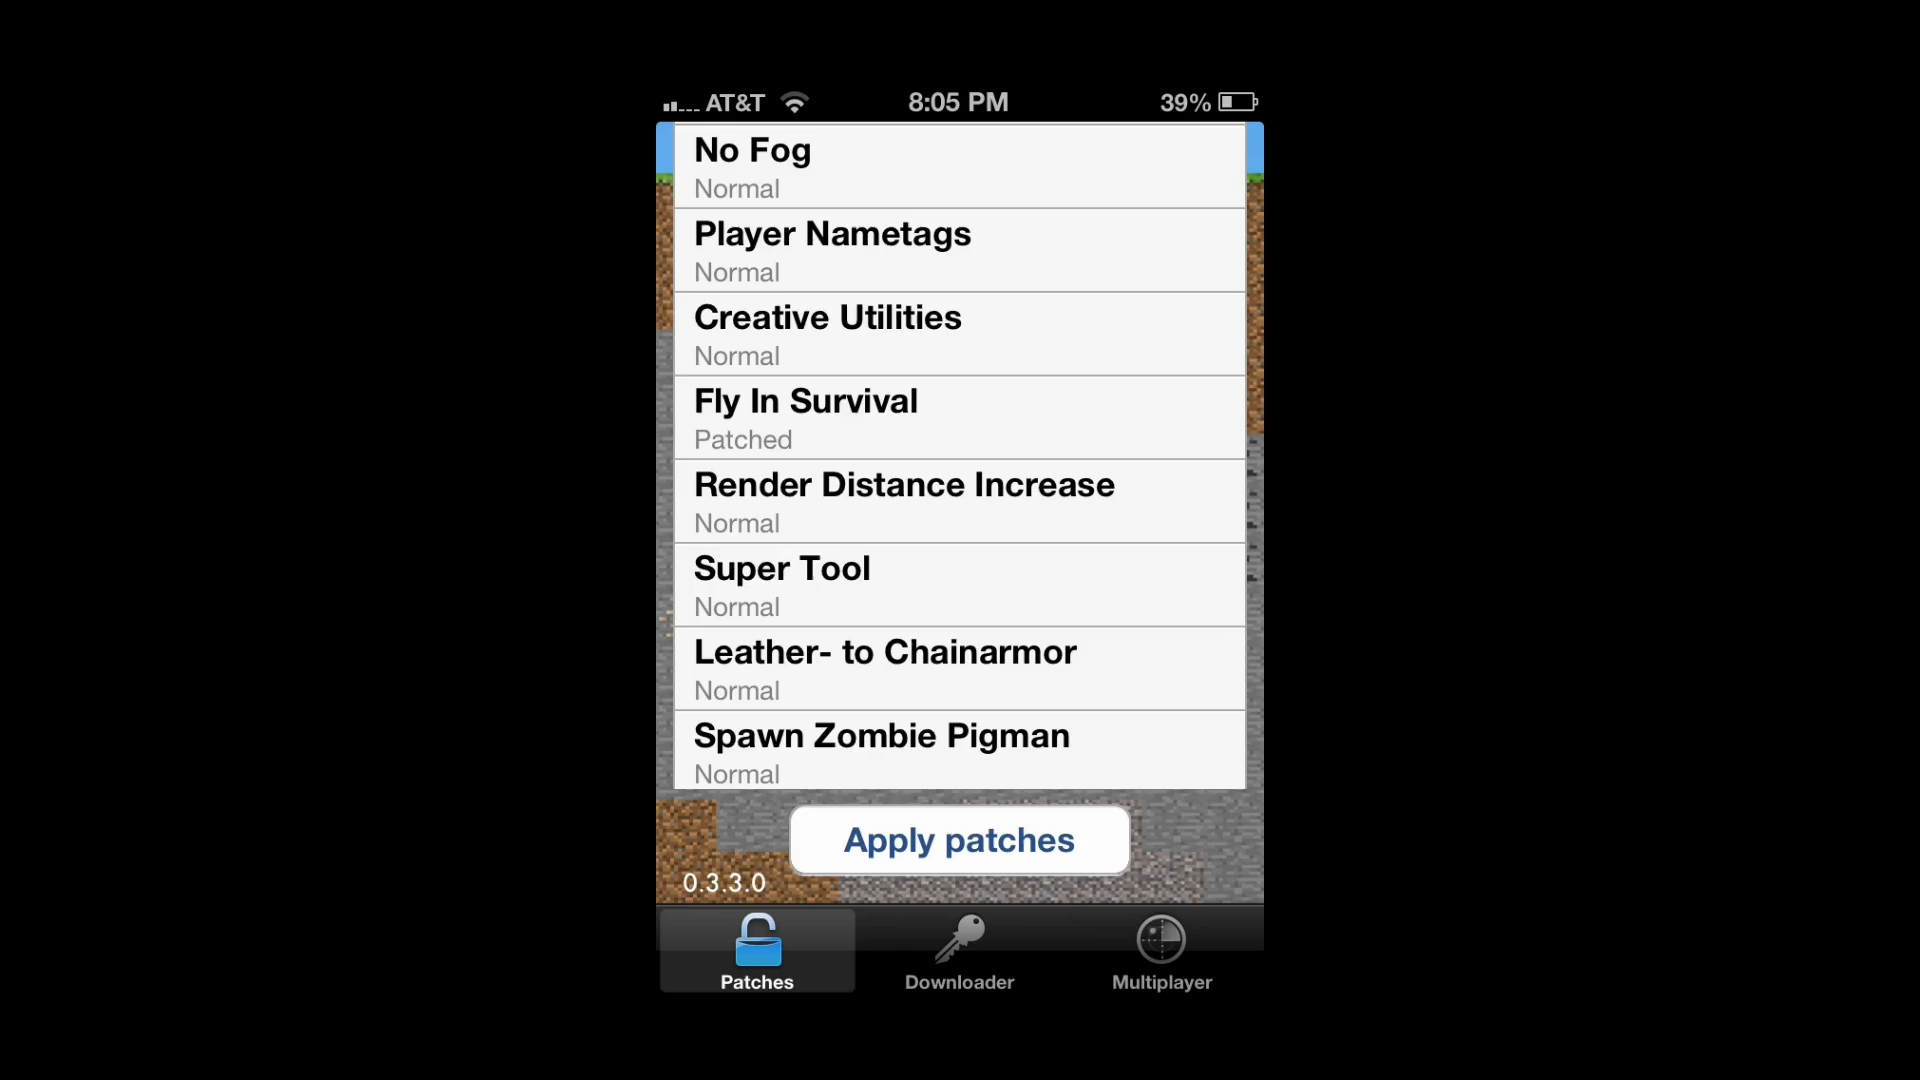 AT&T 8:05 PM 39%
No Fog
Normal
Player Nametags
Normal
Creative Utilities
Normal
Fly In Survival
Patched
Render Distance Increase
Normal
Super Tool
Normal
Leather- to Chainarmor
Normal
Spawn Zombie Pigman
Normal
Apply patches
0.3.3.0
Patches Downloader Multiplayer